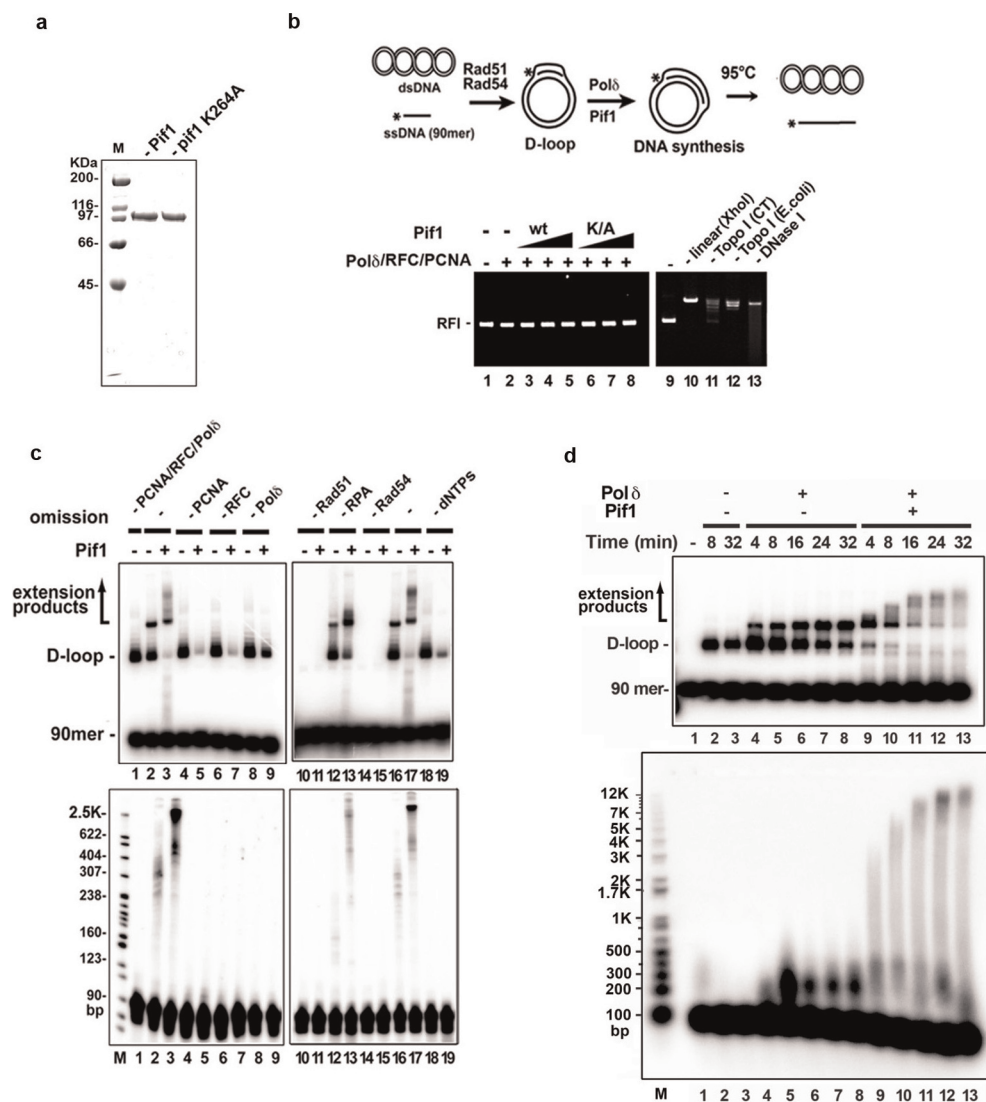 a
M - Pif1 - pif1 K264A
KDa
200-
116-
97-
66-
45-
b
dsDNA
*
ssDNA (90mer)
Rad51
Rad54
*
D-loop
Polδ
Pif1
*
DNA synthesis
95ºC
*
Pif1 - - wt K/A
Polδ/RFC/PCNA - + + + + + + +
- - linear(XhoI) - Topo I (CT) - Topo I (E.coli) - DNase I
RFI -
1 2 3 4 5 6 7 8 9 10 11 12 13
c
omission - PCNA/RFC/Polδ - - PCNA - RFC - Polδ - Rad51 - RPA - Rad54 - - dNTPs
Pif1 - - + - + - + - + - + - + - + - + - +
extension
products
D-loop -
90mer -
1 2 3 4 5 6 7 8 9 10 11 12 13 14 15 16 17 18 19
2.5K-
622-
404-
307-
238-
160-
123-
90-
bp
M 1 2 3 4 5 6 7 8 9 10 11 12 13 14 15 16 17 18 19
d
Pol δ - + +
Pif1 - - +
Time (min) - 8 32 4 8 16 24 32 4 8 16 24 32
extension
products
D-loop -
90 mer-
1 2 3 4 5 6 7 8 9 10 11 12 13
12K
7K
5K
4K
3K
2K
1.7K
1K
500
300
200
100
bp
M 1 2 3 4 5 6 7 8 9 10 11 12 13